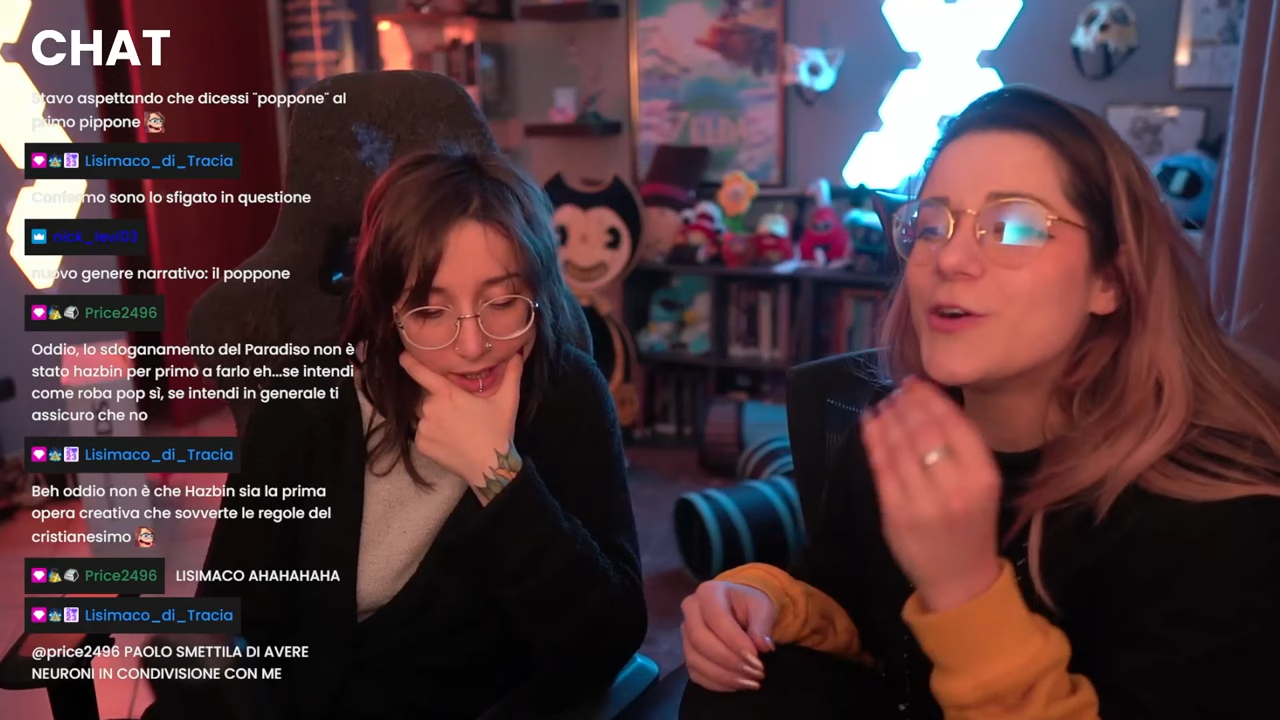 CHAT
Stavo aspettando che dicessi "poppone" al
primo pippone
Lisimaco_di_Tracia
Confermo sono lo sfigato in questione
nick_levi03
nuovo genere narrativo: il poppone
Price2496
Oddio, lo sdoganamento del Paradiso non è
stato hazbin per primo a farlo eh...se intendi
come roba pop sì, se intendi in generale ti
assicuro che no
Lisimaco_di_Tracia
Beh oddio non è che Hazbin sia la prima
opera creativa che sovverte le regole del
cristianesimo
Price2496 LISIMACO AHAHAHAHA
Lisimaco_di_Tracia
@price2496 PAOLO SMETTILA DI AVERE
NEURONI IN CONDIVISIONE CON ME